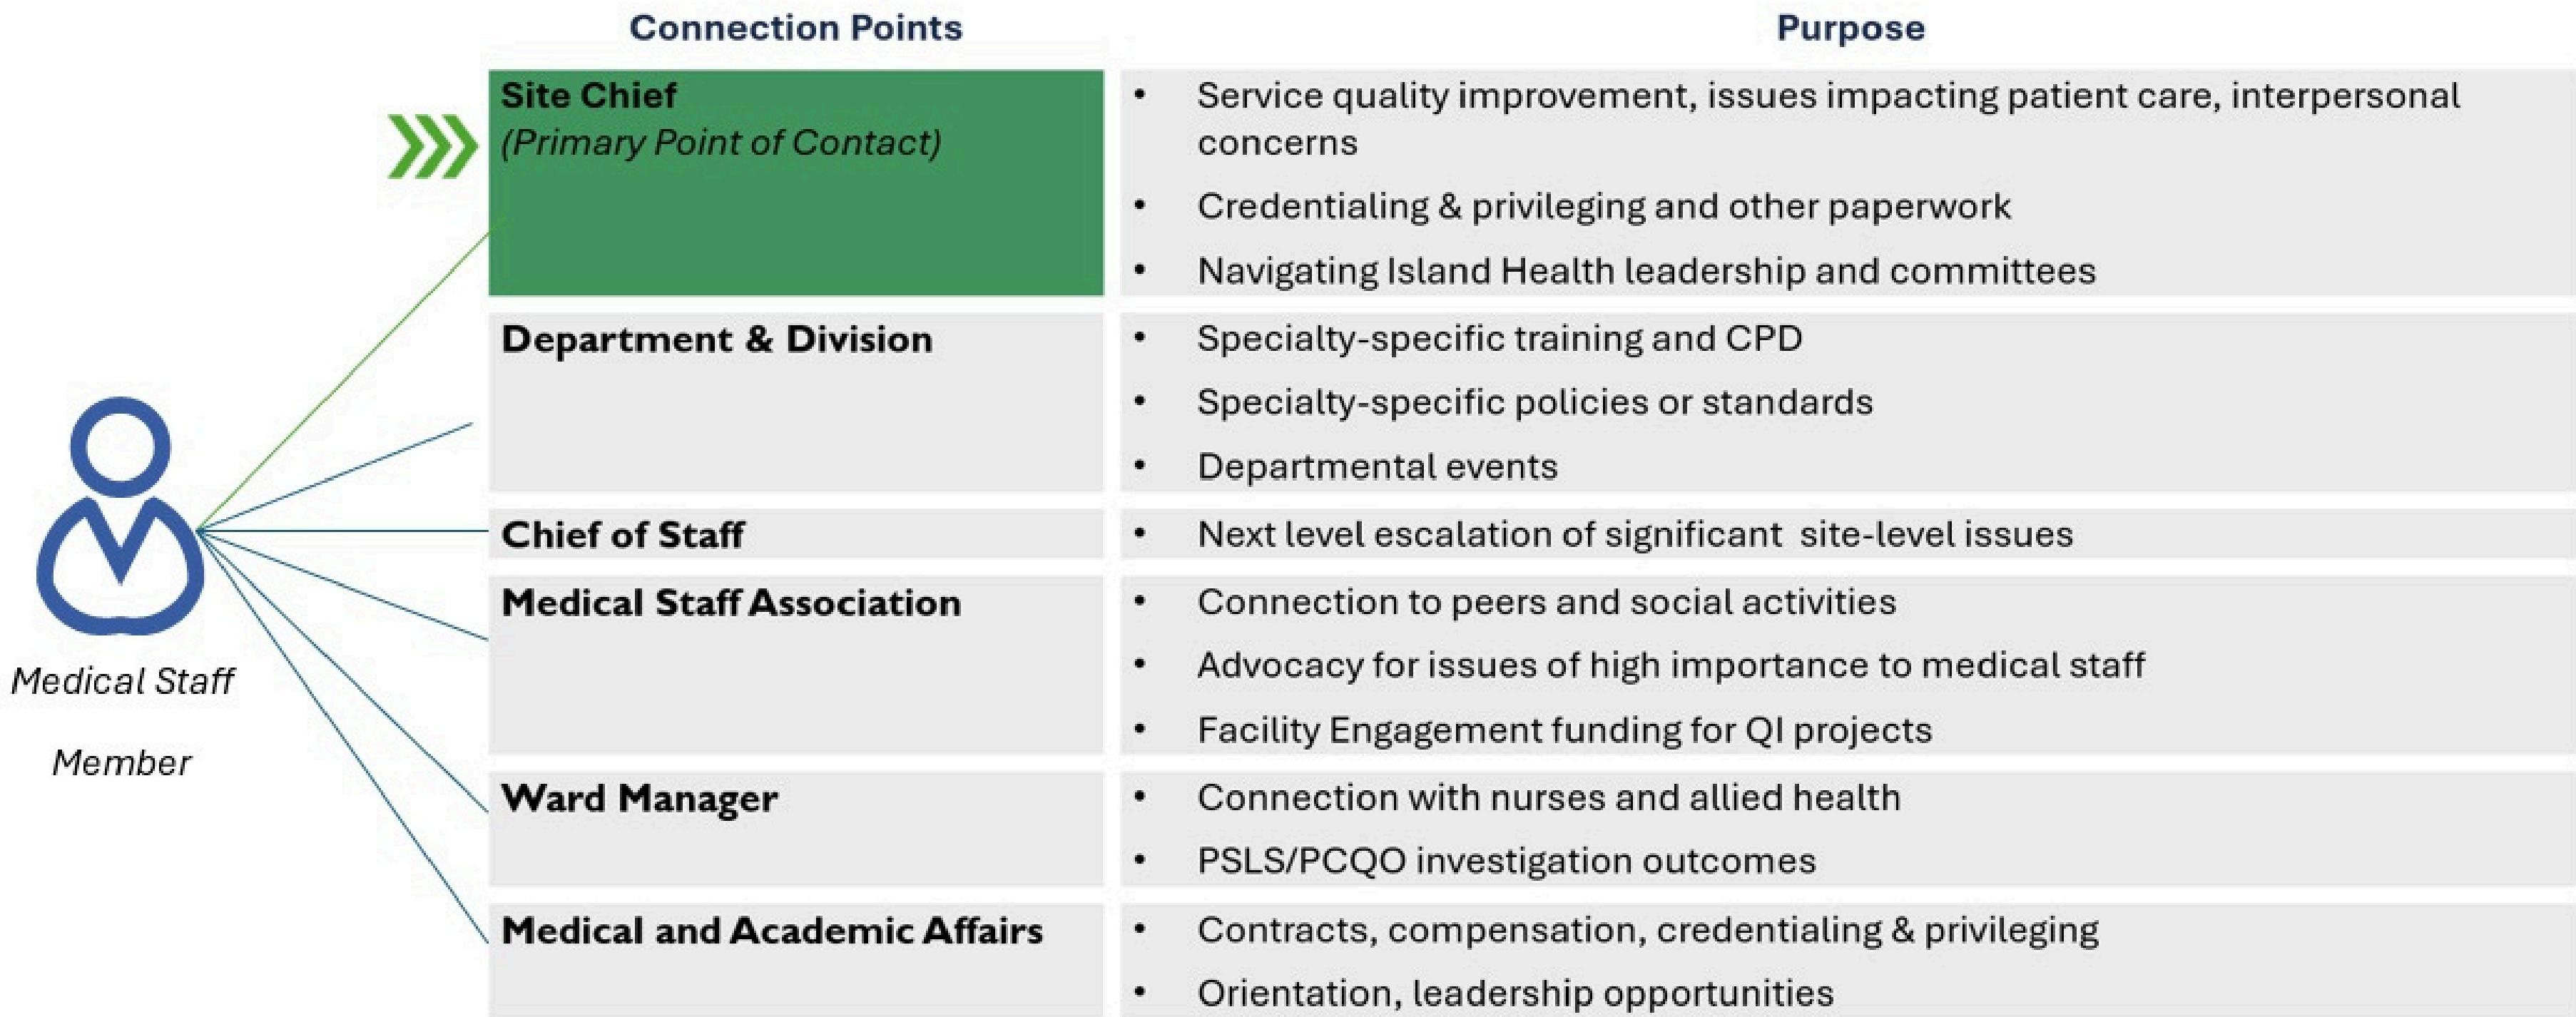 Connection Points
Purpose
Site Chief
(Primary Point of Contact)
• Service quality improvement, issues impacting patient care, interpersonal
concerns
• Credentialing & privileging and other paperwork
• Navigating Island Health leadership and committees
Department & Division
• Specialty-specific training and CPD
• Specialty-specific policies or standards
• Departmental events
Chief of Staff
• Next level escalation of significant site-level issues
Medical Staff Association
• Connection to peers and social activities
• Advocacy for issues of high importance to medical staff
• Facility Engagement funding for QI projects
Ward Manager
• Connection with nurses and allied health
• PSLS/PCQO investigation outcomes
Medical and Academic Affairs
• Contracts, compensation, credentialing & privileging
• Orientation, leadership opportunities
Medical Staff
Member